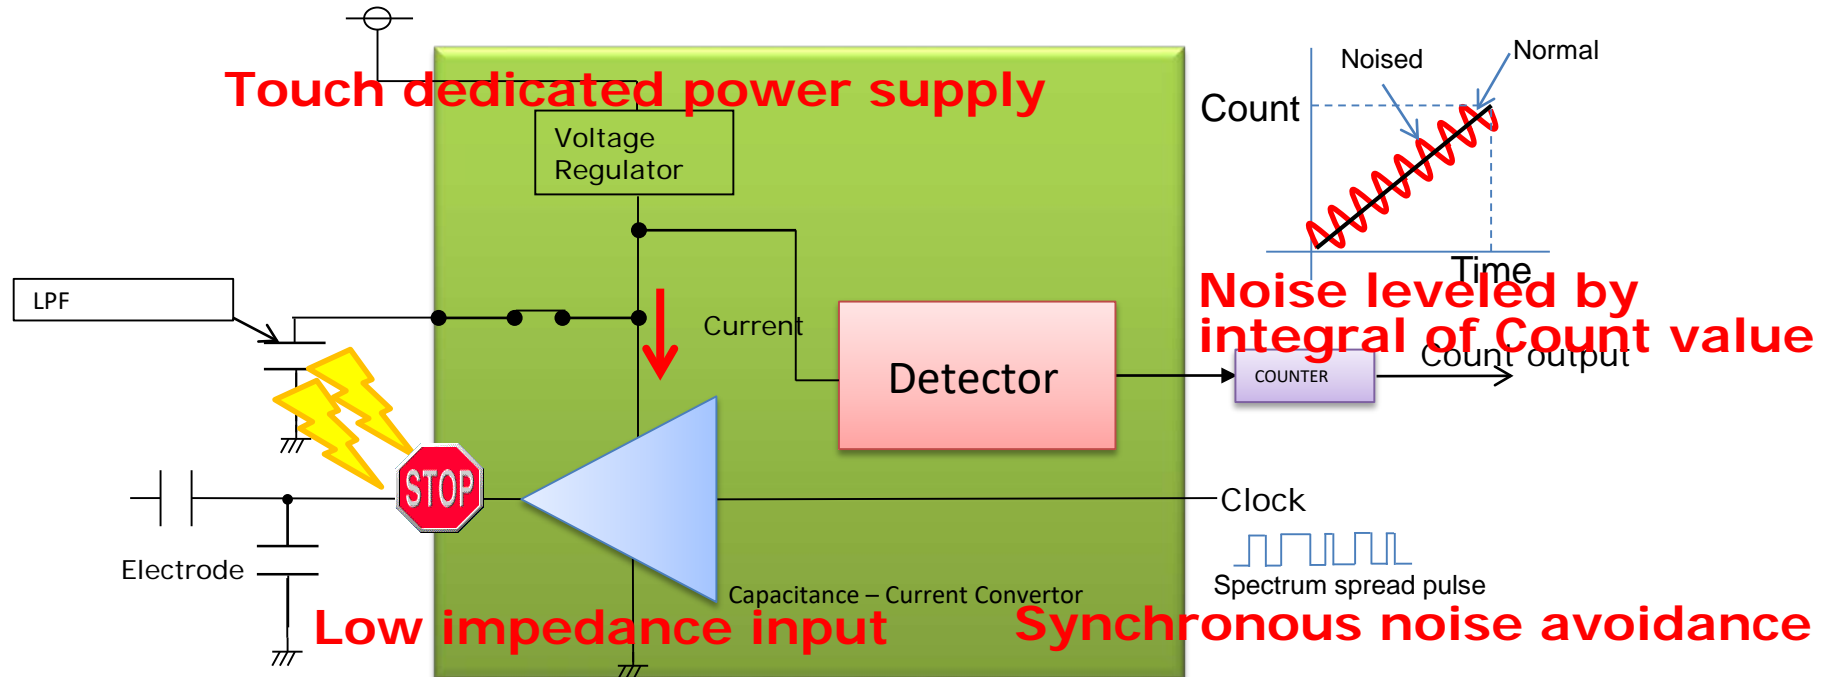 Touch dedicated power supply
Voltage
Regulator
Noised
Normal
Count
Time
Noise leveled by
integral of Count value
LPF
Current
Detector
COUNTER
Count output
STOP
Clock
Electrode
Spectrum spread pulse
Capacitance – Current Convertor
Low impedance input
Synchronous noise avoidance